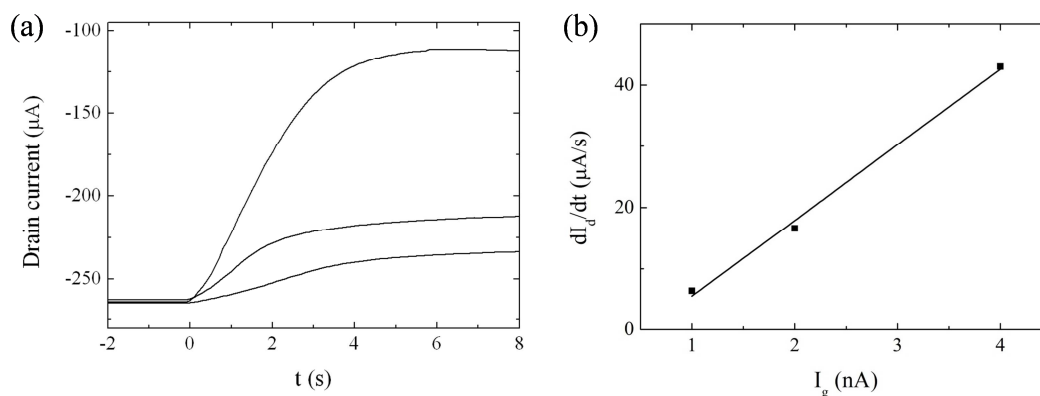 (a)
-100
-150
-200
-250
Drain current (μA)
-2 0 2 4 6 8
t (s)
(b)
40
20
0
dI_d/dt (μA/s)
1 2 3 4
I_g (nA)